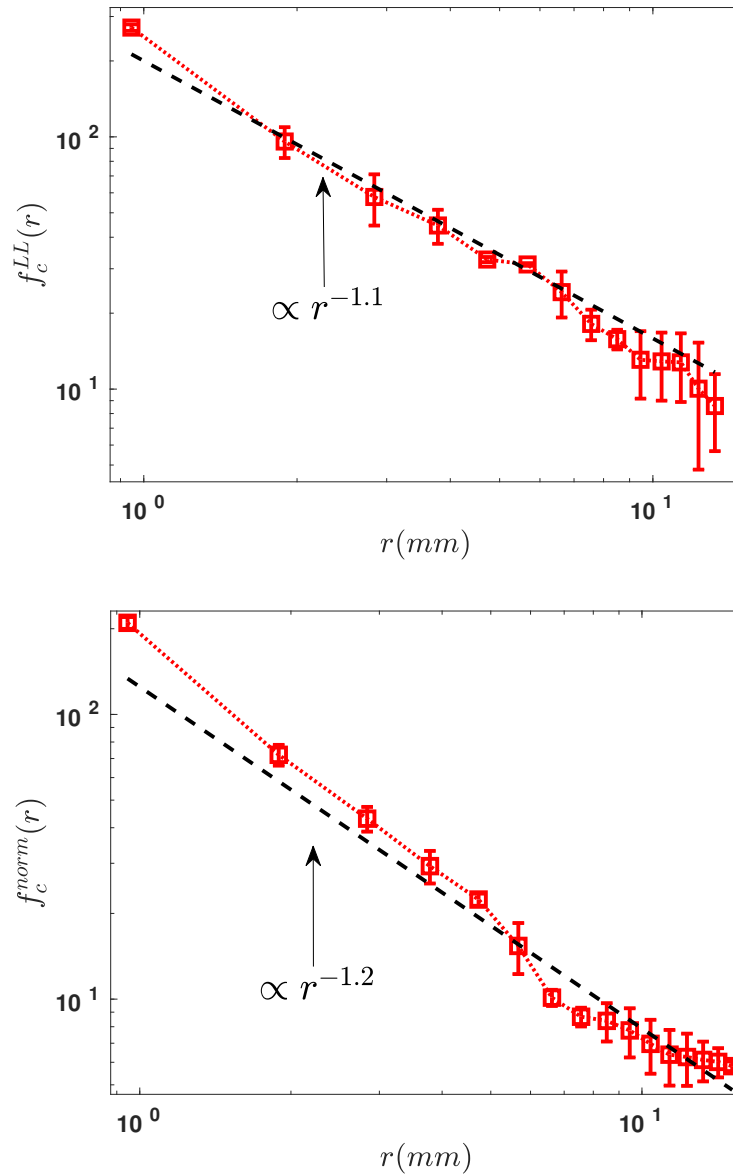 10 2
f_c^{LL}(r)
∝ r^{-1.1}
10 1
10 0 10 1
r(mm)
10 2
f_c^{norm}(r)
∝ r^{-1.2}
10 1
10 0 10 1
r(mm)